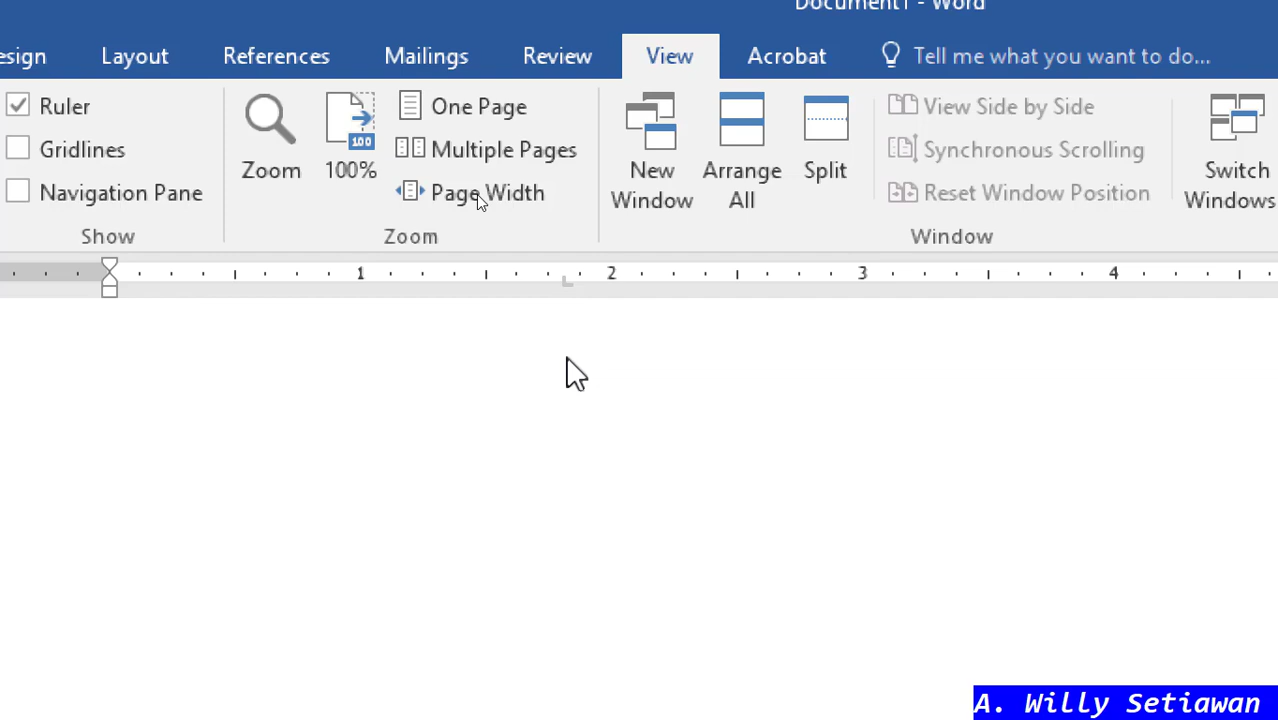 Document1 - Word
esign Layout References Mailings Review View Acrobat Tell me what you want to do...
Ruler
Gridlines
Navigation Pane
Show
Zoom
100
100%
One Page
Multiple Pages
Page Width
Zoom
New Window
Arrange All
Split
View Side by Side
Synchronous Scrolling
Reset Window Position
Switch Windows
Window
1 2 3 4
A. Willy Setiawan